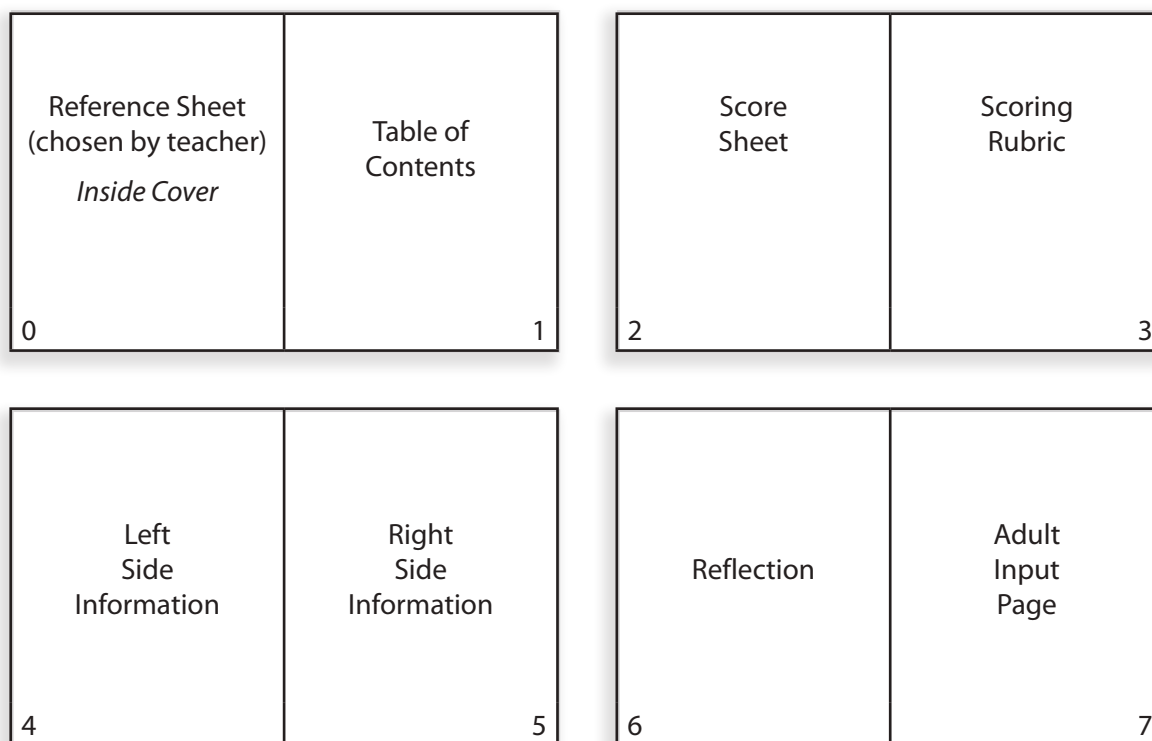 Reference Sheet
(chosen by teacher)
Inside Cover
0
Table of
Contents
1
Score
Sheet
2
Scoring
Rubric
3
Left
Side
Information
4
Right
Side
Information
5
Reflection
6
Adult
Input
Page
7